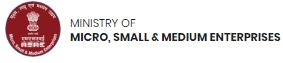 MINISTRY OF
MICRO, SMALL & MEDIUM ENTERPRISES